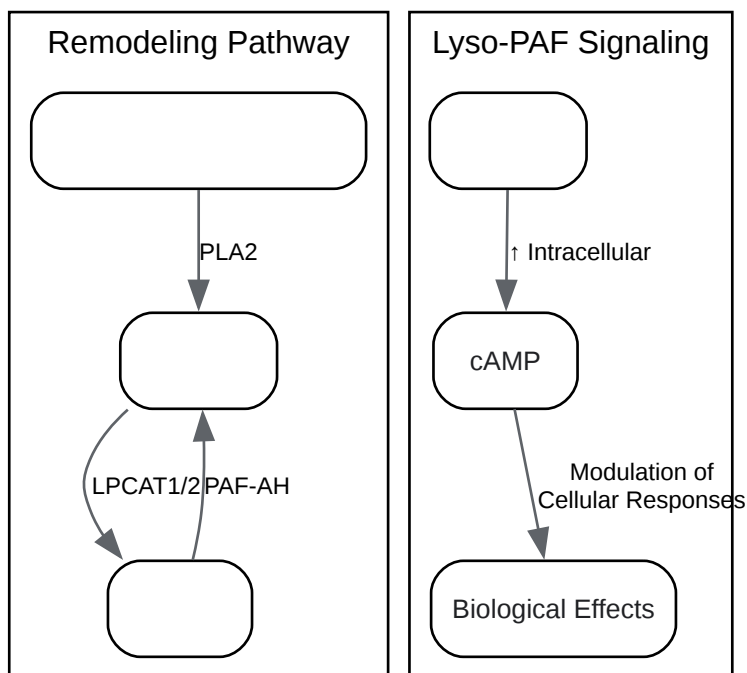 Remodeling Pathway
PLA2
LPCAT1/2
PAF-AH
Lyso-PAF Signaling
↑ Intracellular
cAMP
Modulation of
Cellular Responses
Biological Effects